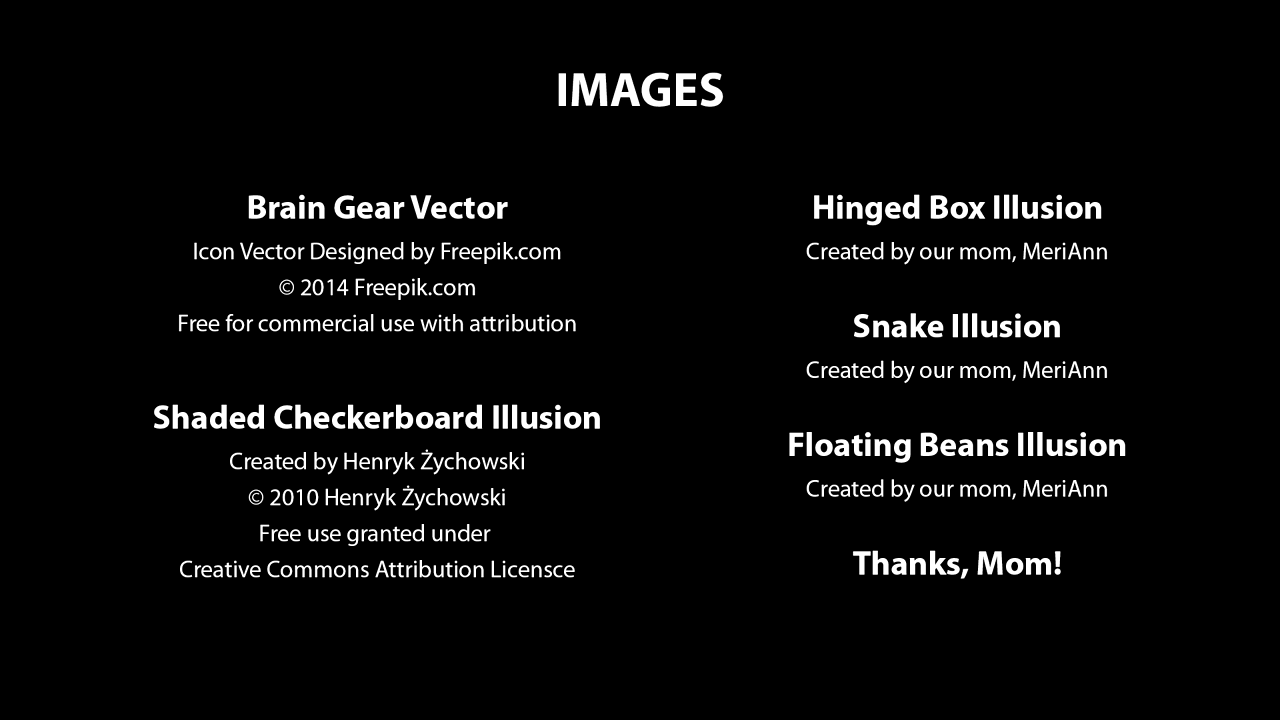 IMAGES
Brain Gear Vector
Icon Vector Designed by Freepik.com
© 2014 Freepik.com
Free for commercial use with attribution
Shaded Checkerboard Illusion
Created by Henryk Żychowski
© 2010 Henryk Żychowski
Free use granted under
Creative Commons Attribution Licensce
Hinged Box Illusion
Created by our mom, MeriAnn
Snake Illusion
Created by our mom, MeriAnn
Floating Beans Illusion
Created by our mom, MeriAnn
Thanks, Mom!